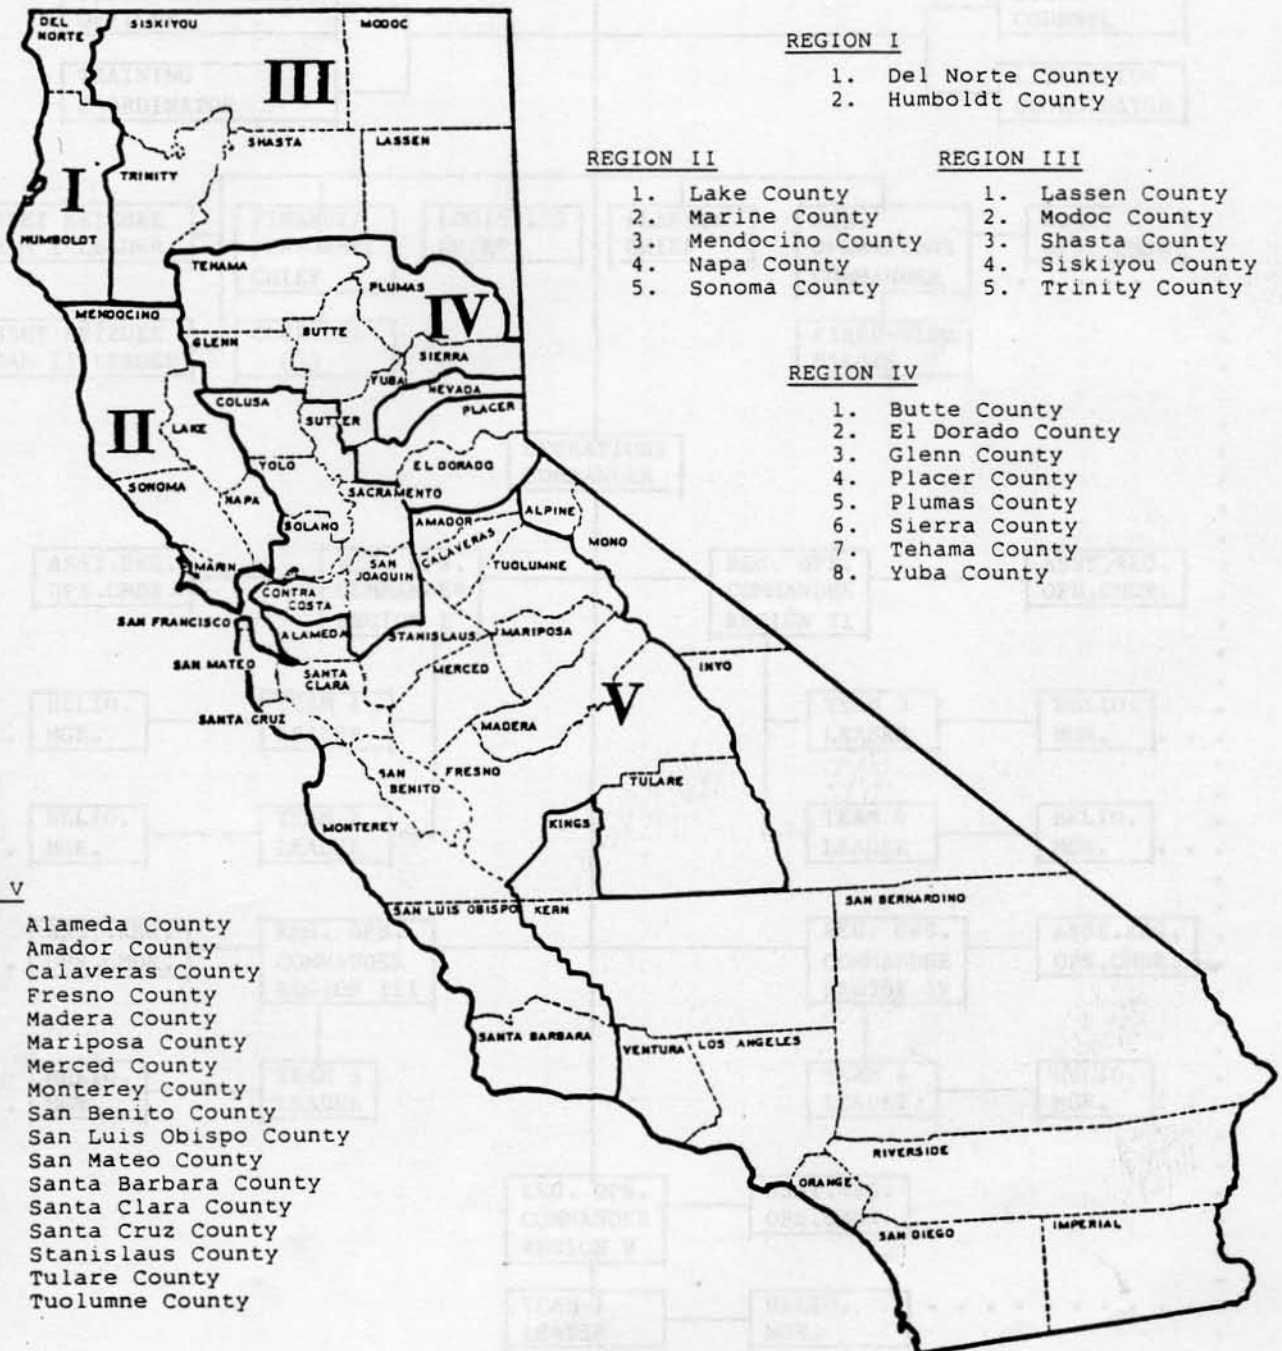 DEL
NORTE
SISKIYOU
MODOC
III
SHASTA
LASSEN
TRINITY
I
HUMBOLDT
TEHAMA
PLUMAS
IV
MENDOCINO
GLENN
BUTTE
SIERRA
YUBA
NEVADA
COLUSA
PLACER
SUTTER
II
LAKE
YOLO
EL DORADO
SONOMA
NAPA
SACRAMENTO
SOLANO
AMADOR
ALPINE
CALAVERAS
MONO
MARIN
SAN
JOAQUIN
TUOLUMNE
CONTRA
COSTA
SAN FRANCISCO
ALAMEDA
STANISLAUS
MARIPOSA
SAN MATEO
SANTA
CLARA
MERCED
INYO
SANTA CRUZ
V
MADERA
SAN
BENITO
FRESNO
TULARE
MONTEREY
KINGS
SAN LUIS OBISPO
KERN
SAN BERNARDINO
SANTA BARBARA
VENTURA
LOS ANGELES
RIVERSIDE
ORANGE
SAN DIEGO
IMPERIAL
REGION I
1. Del Norte County
2. Humboldt County
REGION II
1. Lake County
2. Marine County
3. Mendocino County
4. Napa County
5. Sonoma County
REGION III
1. Lassen County
2. Modoc County
3. Shasta County
4. Siskiyou County
5. Trinity County
REGION IV
1. Butte County
2. El Dorado County
3. Glenn County
4. Placer County
5. Plumas County
6. Sierra County
7. Tehama County
8. Yuba County
V
Alameda County
Amador County
Calaveras County
Fresno County
Madera County
Mariposa County
Merced County
Monterey County
San Benito County
San Luis Obispo County
San Mateo County
Santa Barbara County
Santa Clara County
Santa Cruz County
Stanislaus County
Tulare County
Tuolumne County